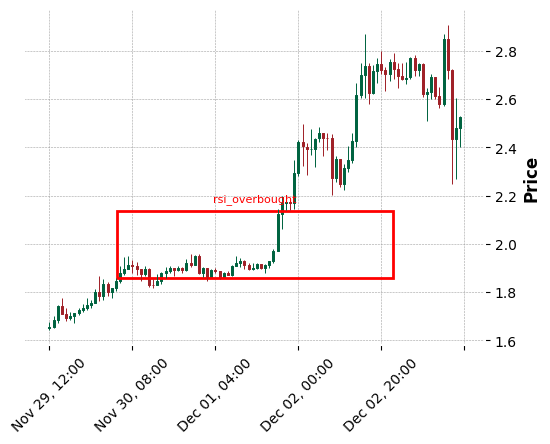 2.8
2.6
2.4
2.2
2.0
1.8
1.6
Price
rsi_overbought
Nov 29, 12:00
Nov 30, 08:00
Dec 01, 04:00
Dec 02, 00:00
Dec 02, 20:00